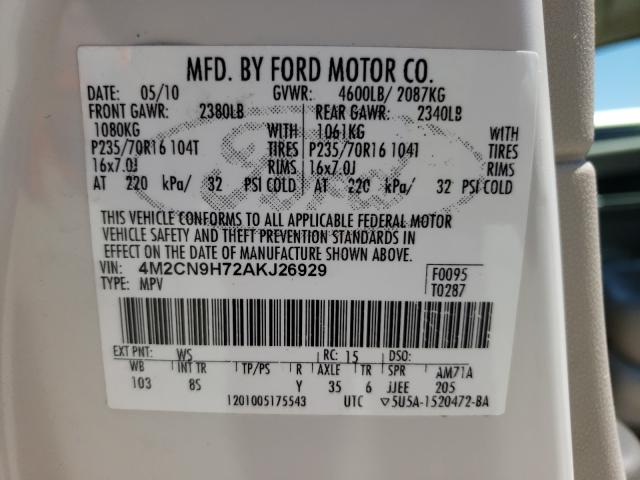 MFD. BY FORD MOTOR CO.
DATE: 05/10 GVWR: 4600LB/ 2087KG
FRONT GAWR: 2380LB REAR GAWR: 2340LB
1080KG WITH 1061KG WITH
P235/70R16 104T TIRES P235/70R16 104T TIRES
16x7.0J RIMS 16x7.0J RIMS
AT 220 kPa/ 32 PSI COLD AT 220 kPa/ 32 PSI COLD
THIS VEHICLE CONFORMS TO ALL APPLICABLE FEDERAL MOTOR
VEHICLE SAFETY AND THEFT PREVENTION STANDARDS IN
EFFECT ON THE DATE OF MANUFACTURE SHOWN ABOVE.
VIN: 4M2CN9H72AKJ26929 F0095
TYPE: MPV T0287
EXT PNT: WS RC: 15 DSO:
WB INT TR TP/PS R AXLE TR SPR AM71A
103 8S Y 35 6 JJEE 205
1201005175543 UTC ▽5U5A-1520472-BA